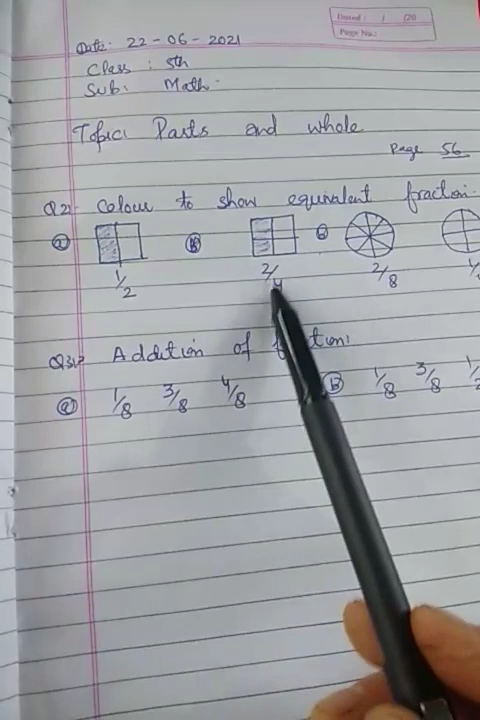 Dated: / /20
Page No.:
Date: 22-06-2021
Class: 5th
Sub: Math.
Topic: Parts and whole
Page 56
Q2: Colour to show equivalent fraction.
(a) (B) (C)
1/2 2/4 2/8
Q3: Addition of
(a) 1/8 3/8 4/8 (B) 1/8 3/8